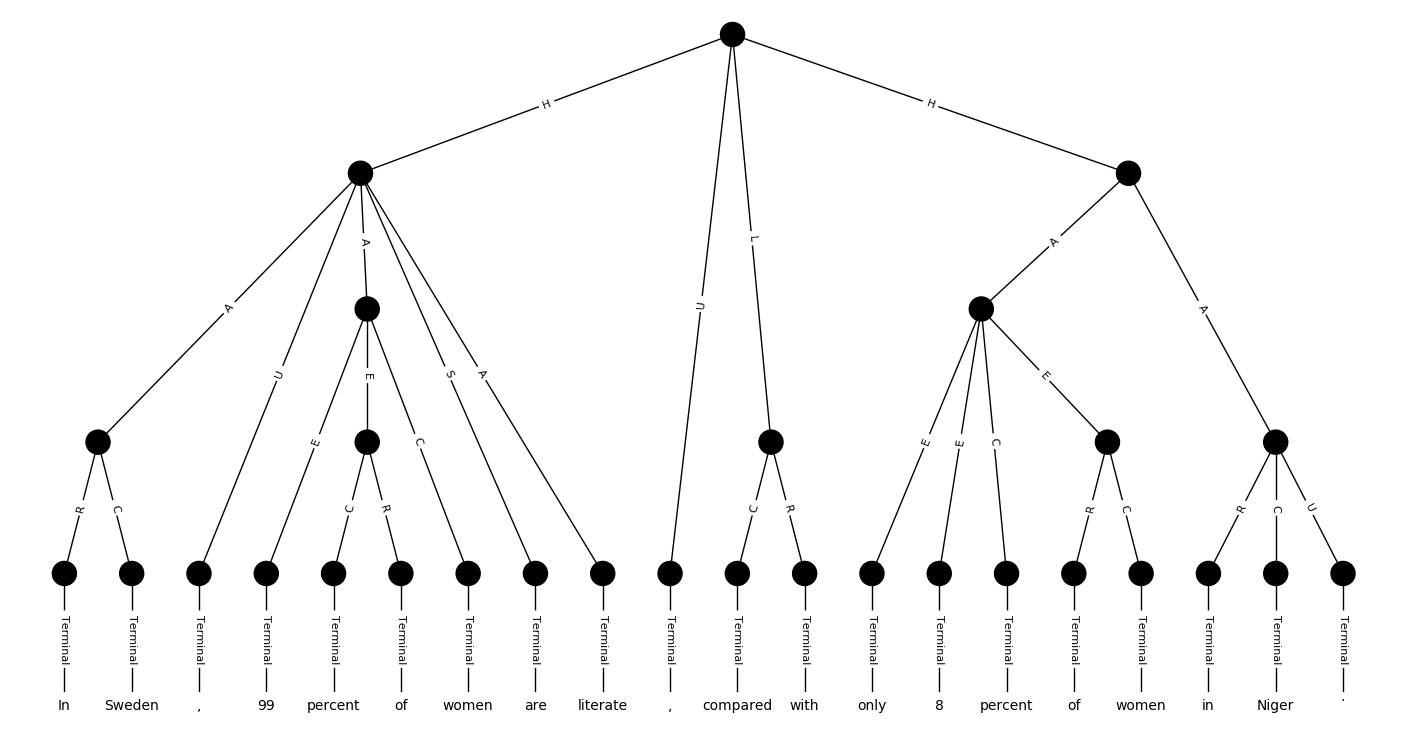 H H
A U A S A U L A A
E E C E E C E
R C C R C R R C R C U
Terminal Terminal Terminal Terminal Terminal Terminal Terminal Terminal Terminal Terminal Terminal Terminal Terminal Terminal Terminal Terminal Terminal Terminal Terminal Terminal
In Sweden , 99 percent of women are literate , compared with only 8 percent of women in Niger .